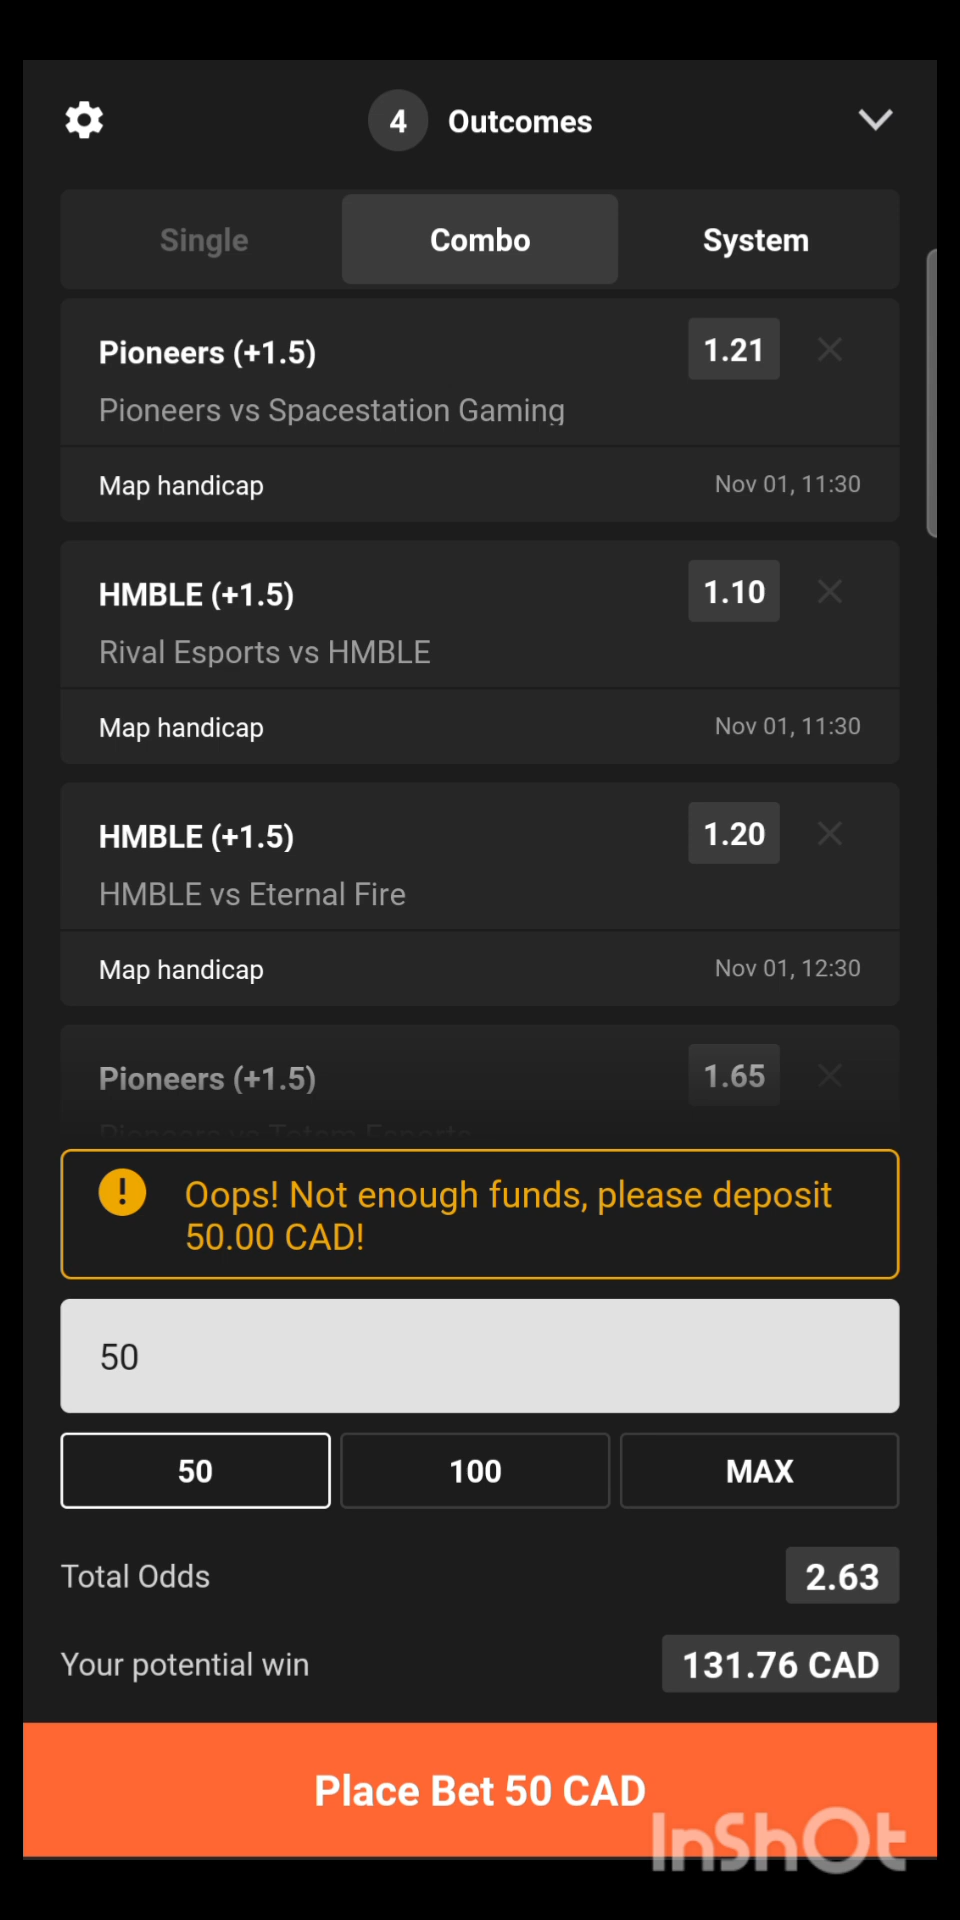 4 Outcomes
Single Combo System
Pioneers (+1.5) 1.21
Pioneers vs Spacestation Gaming
Map handicap Nov 01, 11:30
HMBLE (+1.5) 1.10
Rival Esports vs HMBLE
Map handicap Nov 01, 11:30
HMBLE (+1.5) 1.20
HMBLE vs Eternal Fire
Map handicap Nov 01, 12:30
Pioneers (+1.5) 1.65
Pioneers vs Totem Esports
! Oops! Not enough funds, please deposit
50.00 CAD!
50
50 100 MAX
Total Odds 2.63
Your potential win 131.76 CAD
Place Bet 50 CAD
InShOt